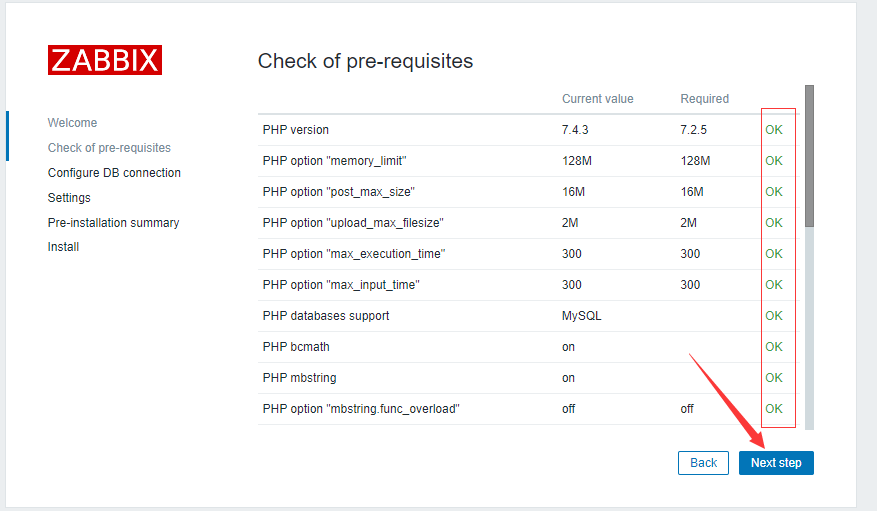 ZABBIX
Welcome
Check of pre-requisites
Configure DB connection
Settings
Pre-installation summary
Install
Check of pre-requisites
Current value Required
PHP version 7.4.3 7.2.5 OK
PHP option "memory_limit" 128M 128M OK
PHP option "post_max_size" 16M 16M OK
PHP option "upload_max_filesize" 2M 2M OK
PHP option "max_execution_time" 300 300 OK
PHP option "max_input_time" 300 300 OK
PHP databases support MySQL OK
PHP bcmath on OK
PHP mbstring on OK
PHP option "mbstring.func_overload" off off OK
Back Next step